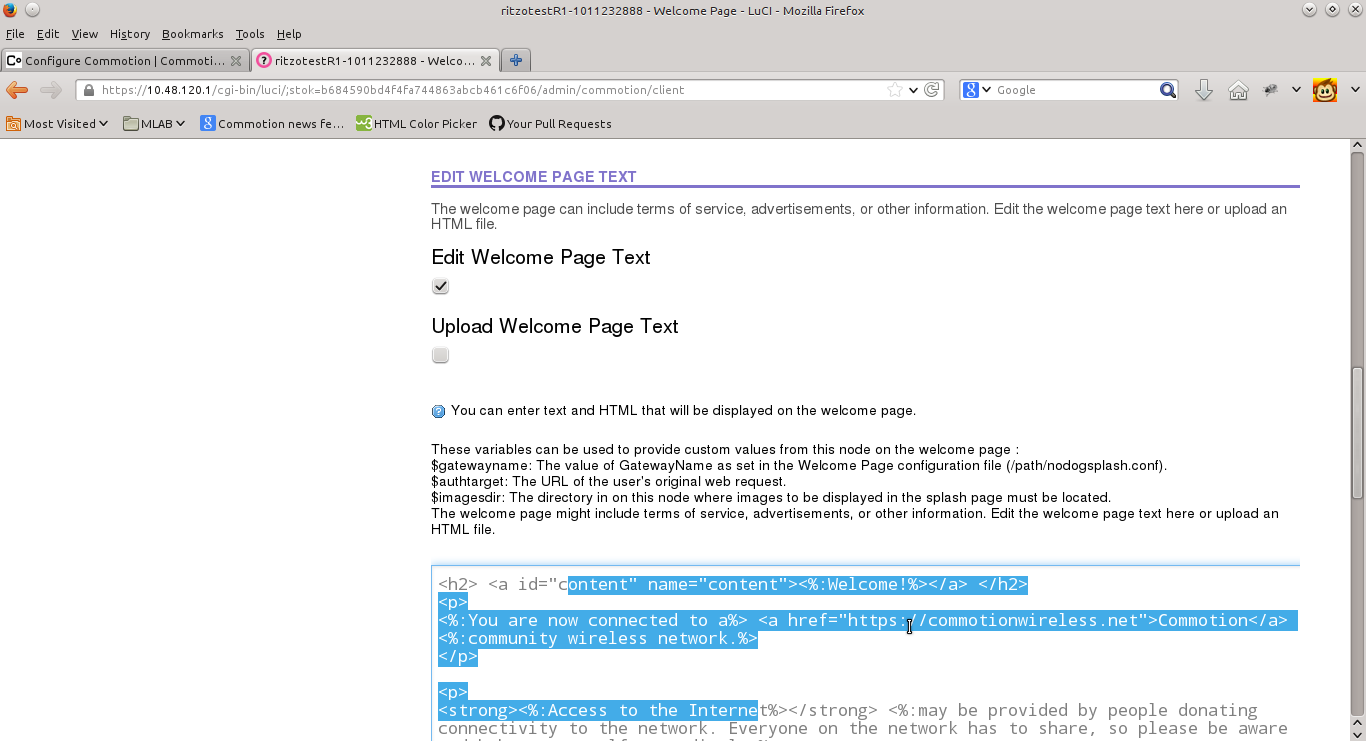 ritzotestR1-1011232888 - Welcome Page - LuCI - Mozilla Firefox
File Edit View History Bookmarks Tools Help
Configure Commotion | Commoti... ritzotestR1-1011232888 - Welco...
https://10.48.120.1/cgi-bin/luci/;stok=b684590bd4f4fa744863abcb461c6f06/admin/commotion/client Google
Most Visited MLAB Commotion news fe... HTML Color Picker Your Pull Requests
EDIT WELCOME PAGE TEXT
The welcome page can include terms of service, advertisements, or other information. Edit the welcome page text here or upload an
HTML file.
Edit Welcome Page Text
Upload Welcome Page Text
You can enter text and HTML that will be displayed on the welcome page.
These variables can be used to provide custom values from this node on the welcome page :
$gatewayname: The value of GatewayName as set in the Welcome Page configuration file (/path/nodogsplash.conf).
$authtarget: The URL of the user's original web request.
$imagesdir: The directory in on this node where images to be displayed in the splash page must be located.
The welcome page might include terms of service, advertisements, or other information. Edit the welcome page text here or upload an
HTML file.
<h2> <a id="content" name="content"><%:Welcome!%></a> </h2>
<p>
<%:You are now connected to a%> <a href="https://commotionwireless.net">Commotion</a>
<%:community wireless network.%>
</p>
<p>
<strong><%:Access to the Internet%></strong> <%:may be provided by people donating
connectivity to the network. Everyone on the network has to share, so please be aware